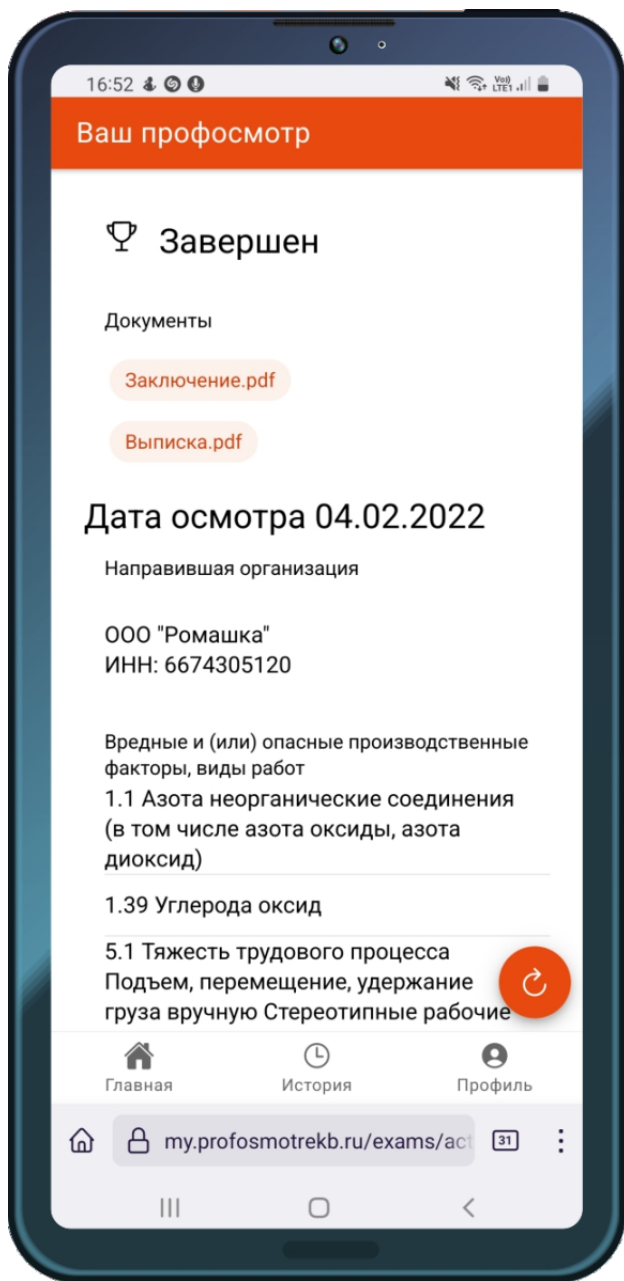 16:52
Vo))
LTE1
Ваш профосмотр
Завершен
Документы
Заключение.pdf
Выписка.pdf
Дата осмотра 04.02.2022
Направившая организация
ООО "Ромашка"
ИНН: 6674305120
Вредные и (или) опасные производственные
факторы, виды работ
1.1 Азота неорганические соединения
(в том числе азота оксиды, азота
диоксид)
1.39 Углерода оксид
5.1 Тяжесть трудового процесса
Подъем, перемещение, удержание
груза вручную Стереотипные рабочие
Главная
История
Профиль
my.profosmotrekb.ru/exams/act
31